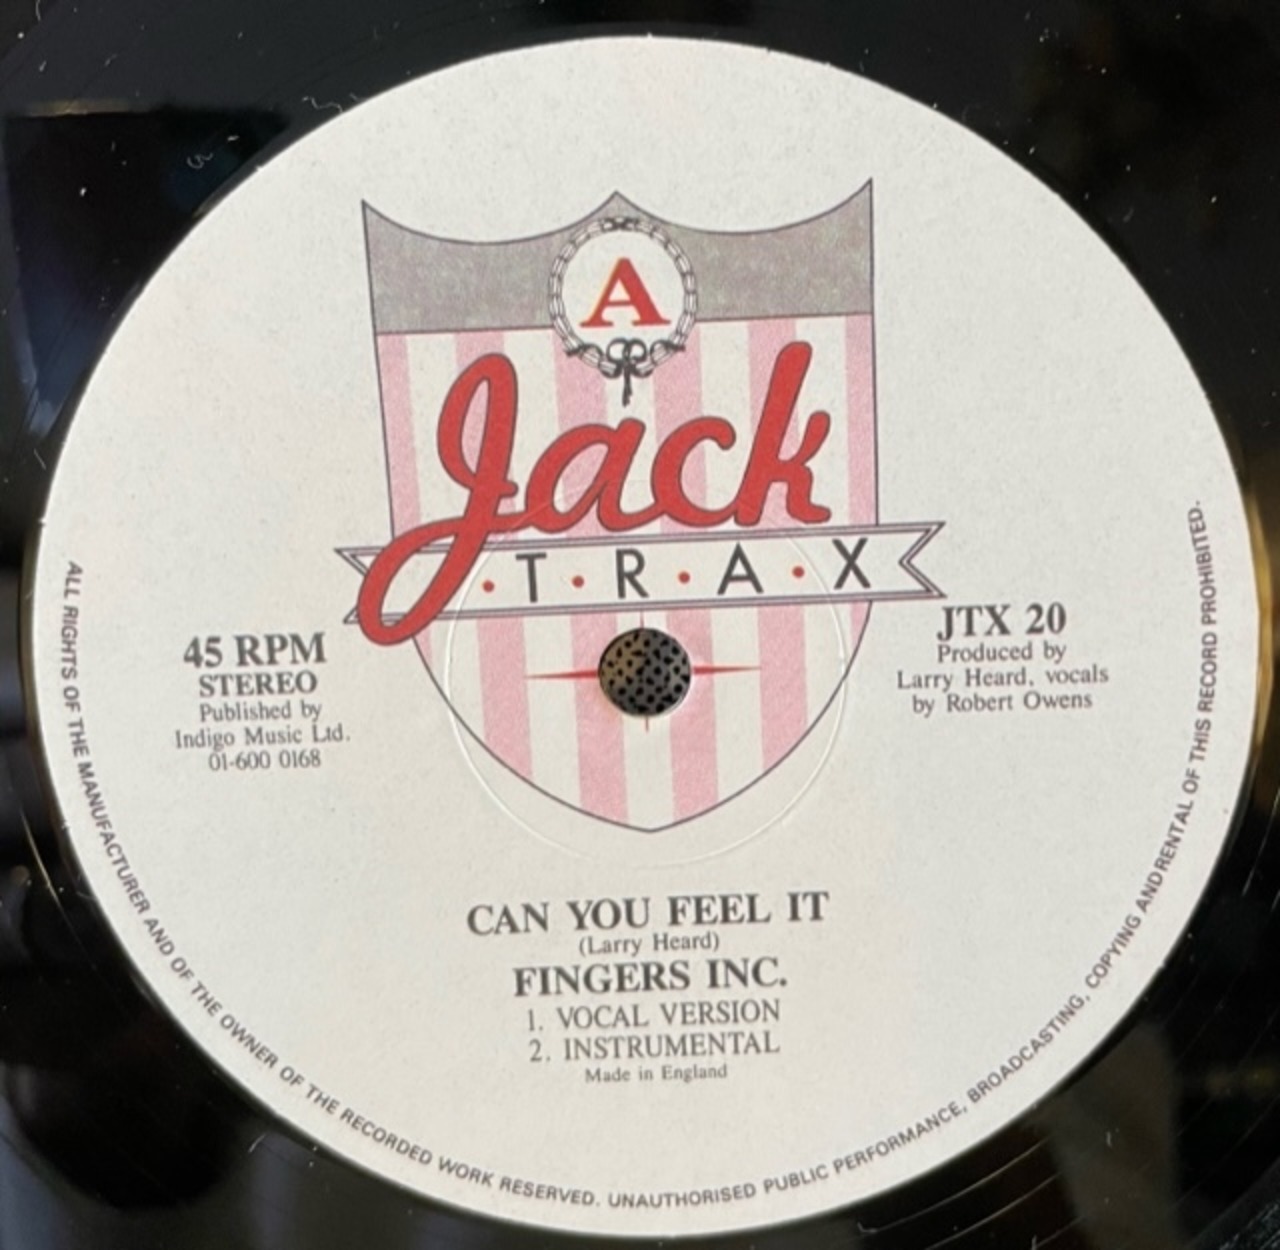 A
Jack
·T·R·A·X
45 RPM
STEREO
Published by
Indigo Music Ltd.
01-600 0168
JTX 20
Produced by
Larry Heard, vocals
by Robert Owens
CAN YOU FEEL IT
(Larry Heard)
FINGERS INC.
1. VOCAL VERSION
2. INSTRUMENTAL
Made in England
ALL RIGHTS OF THE MANUFACTURER AND OF THE OWNER OF THE RECORDED WORK RESERVED. UNAUTHORISED PUBLIC PERFORMANCE, BROADCASTING, COPYING AND RENTAL OF THIS RECORD PROHIBITED.